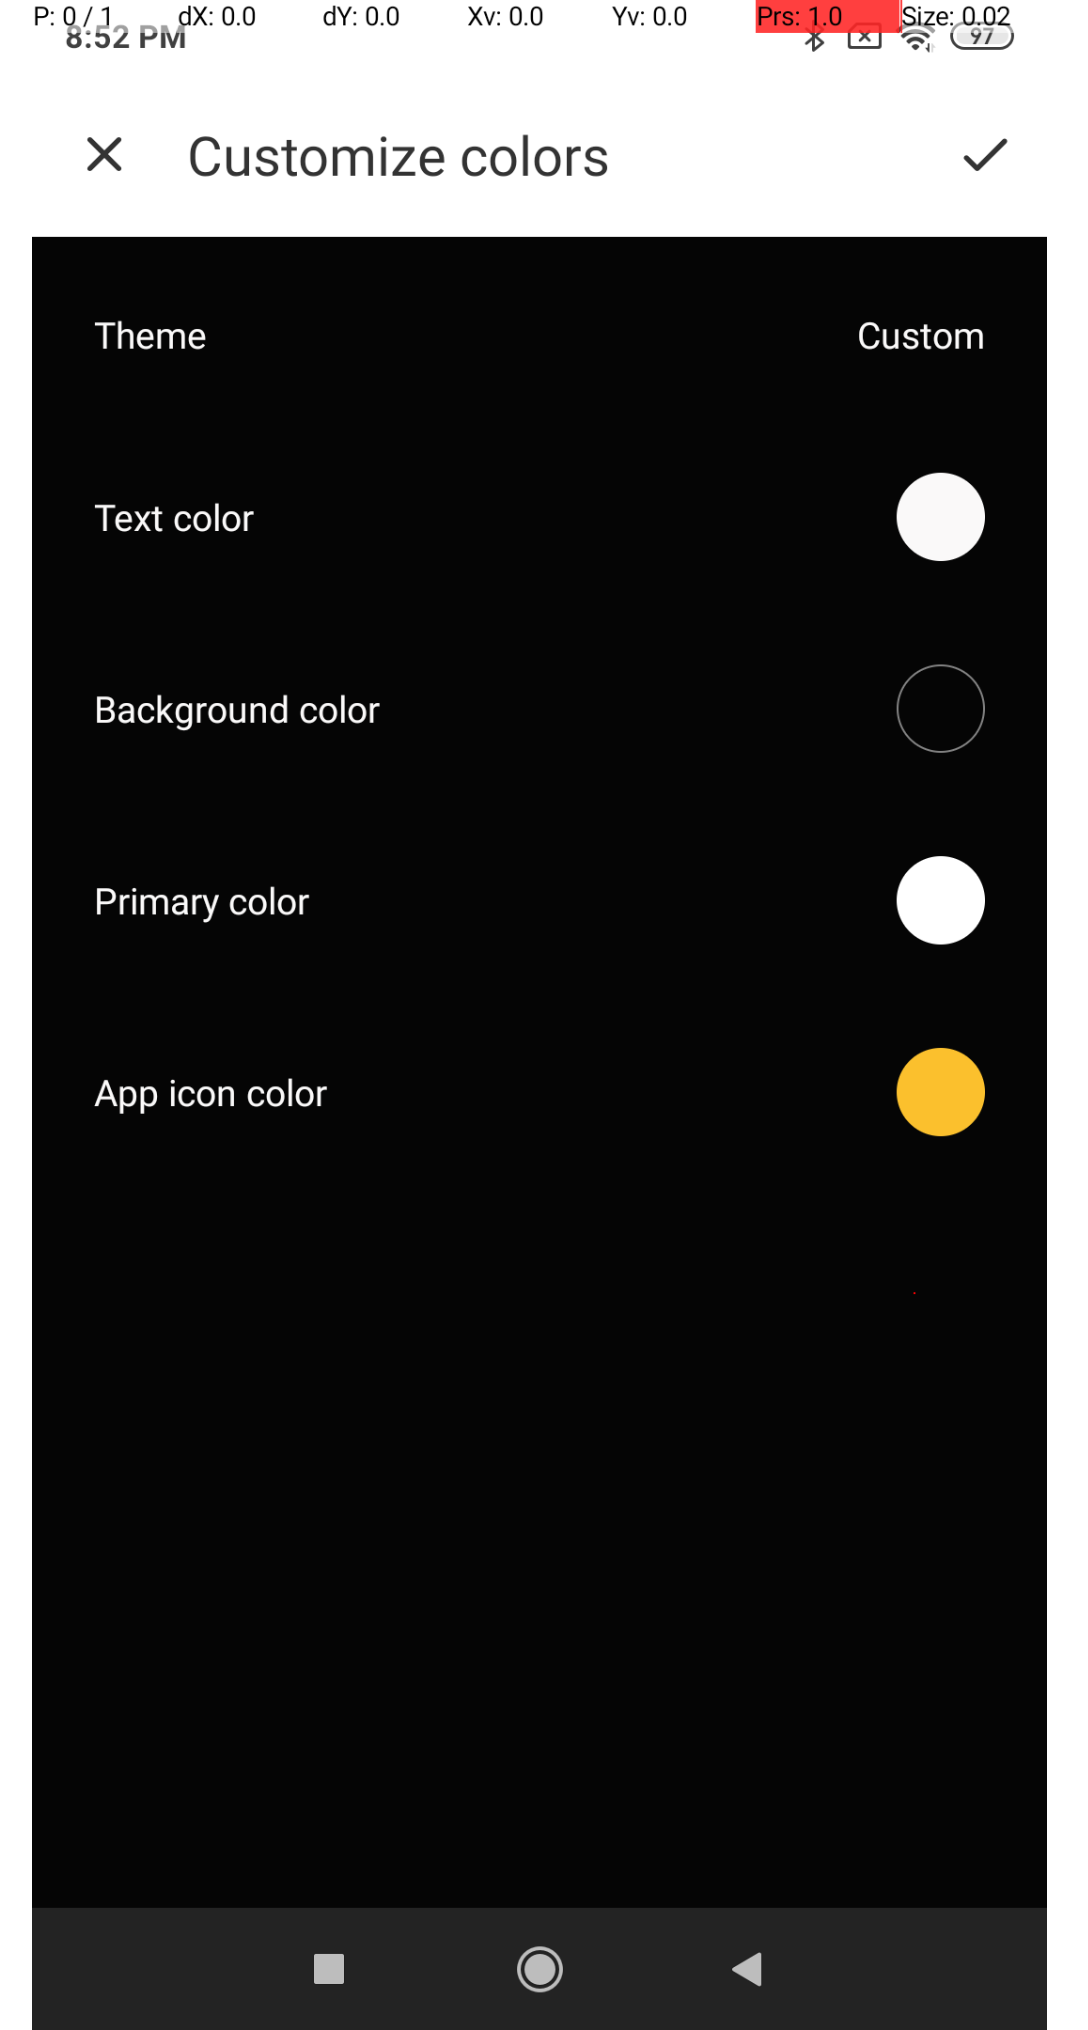 P: 0 / 1 dX: 0.0 dY: 0.0 Xv: 0.0 Yv: 0.0 Prs: 1.0 Size: 0.02
8:52 PM 97
Customize colors
Theme Custom
Text color
Background color
Primary color
App icon color